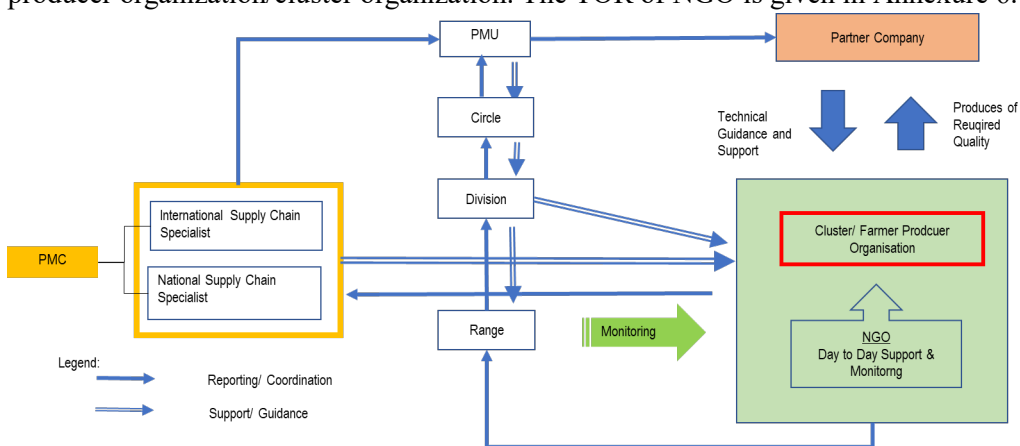 producer organization/cluster organization. The TOR of NGO is given in Annexure 6.
PMU
Partner Company
Circle
Technical
Guidance and
Support
Produces of
Reuqired
Quality
Division
International Supply Chain
Specialist
PMC
National Supply Chain
Specialist
Cluster/ Farmer Prodcuer
Organisation
Range
Monitoring
NGO
Day to Day Support &
Monitorng
Legend:
Reporting/ Coordination
Support/ Guidance